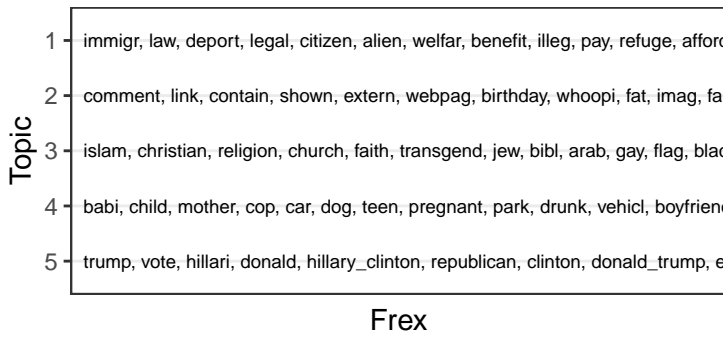 1 immigr, law, deport, legal, citizen, alien, welfar, benefit, illeg, pay, refuge,
2 comment, link, contain, shown, extern, webpag, birthday, whoopi, fat, imag,
Topic
3 islam, christian, religion, church, faith, transgend, jew, bibl, arab, gay, flag,
4 babi, child, mother, cop, car, dog, teen, pregnant, park, drunk, vehicl,
5 trump, vote, hillari, donald, hillary_clinton, republican, clinton, donald_trump,
Frex